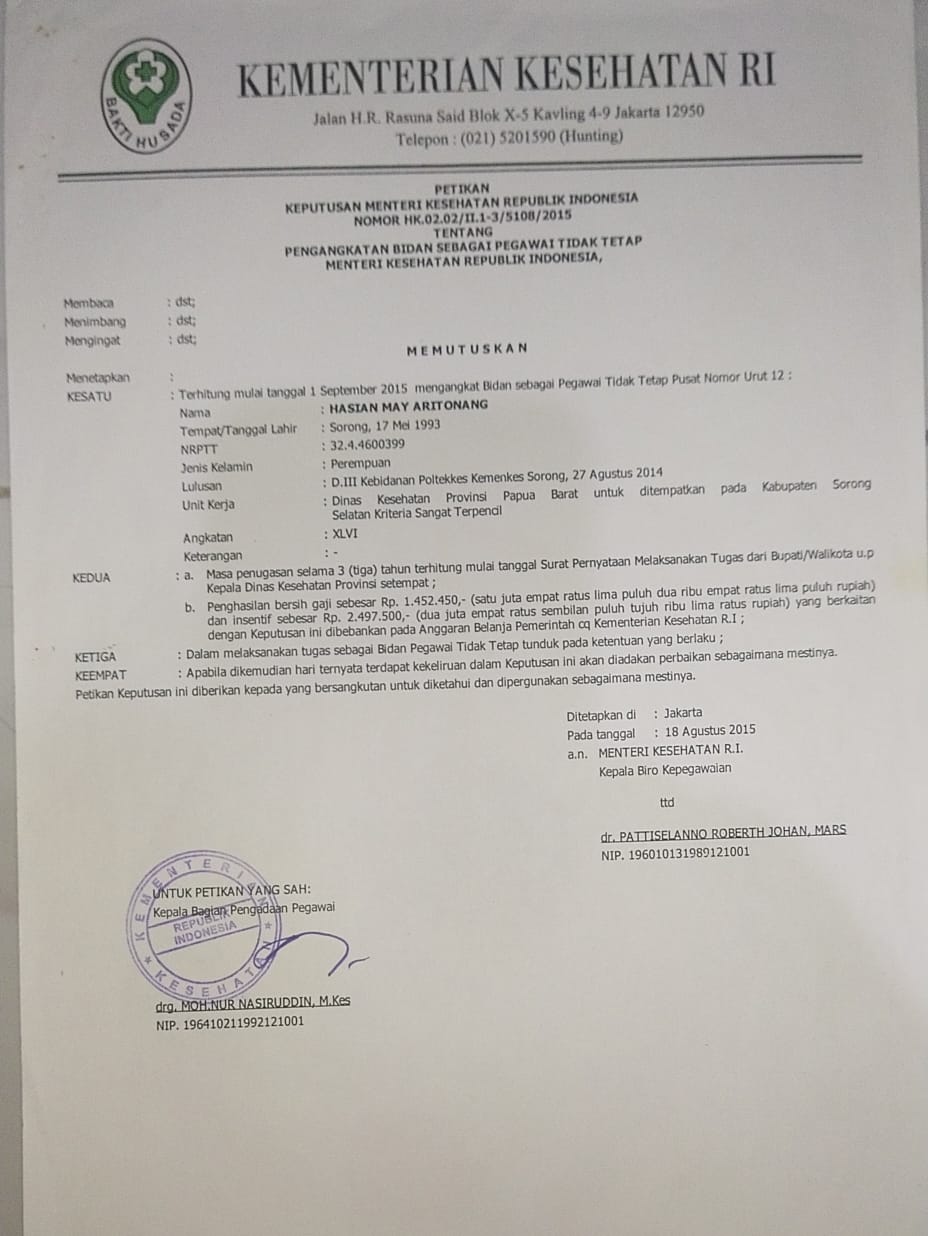 BAKTI HUSADA
KEMENTERIAN KESEHATAN RI
Jalan H.R. Rasuna Said Blok X-5 Kavling 4-9 Jakarta 12950
Telepon : (021) 5201590 (Hunting)
PETIKAN
KEPUTUSAN MENTERI KESEHATAN REPUBLIK INDONESIA
NOMOR HK.02.02/II.1-3/5108/2015
TENTANG
PENGANGKATAN BIDAN SEBAGAI PEGAWAI TIDAK TETAP
MENTERI KESEHATAN REPUBLIK INDONESIA,
Membaca : dst;
Menimbang : dst;
Mengingat : dst;
MEMUTUSKAN
Menetapkan :
KESATU : Terhitung mulai tanggal 1 September 2015 mengangkat Bidan sebagai Pegawai Tidak Tetap Pusat Nomor Urut 12 :
Nama : HASIAN MAY ARITONANG
Tempat/Tanggal Lahir : Sorong, 17 Mei 1993
NRPTT : 32.4.4600399
Jenis Kelamin : Perempuan
Lulusan : D.III Kebidanan Poltekkes Kemenkes Sorong, 27 Agustus 2014
Unit Kerja : Dinas Kesehatan Provinsi Papua Barat untuk ditempatkan pada Kabupaten Sorong
Selatan Kriteria Sangat Terpencil
Angkatan : XLVI
Keterangan : -
KEDUA : a. Masa penugasan selama 3 (tiga) tahun terhitung mulai tanggal Surat Pernyataan Melaksanakan Tugas dari Bupati/Walikota u.p
Kepala Dinas Kesehatan Provinsi setempat ;
b. Penghasilan bersih gaji sebesar Rp. 1.452.450,- (satu juta empat ratus lima puluh dua ribu empat ratus lima puluh rupiah)
dan insentif sebesar Rp. 2.497.500,- (dua juta empat ratus sembilan puluh tujuh ribu lima ratus rupiah) yang berkaitan
dengan Keputusan ini dibebankan pada Anggaran Belanja Pemerintah cq Kementerian Kesehatan R.I ;
KETIGA : Dalam melaksanakan tugas sebagai Bidan Pegawai Tidak Tetap tunduk pada ketentuan yang berlaku ;
KEEMPAT : Apabila dikemudian hari ternyata terdapat kekeliruan dalam Keputusan ini akan diadakan perbaikan sebagaimana mestinya.
Petikan Keputusan ini diberikan kepada yang bersangkutan untuk diketahui dan dipergunakan sebagaimana mestinya.
Ditetapkan di : Jakarta
Pada tanggal : 18 Agustus 2015
a.n. MENTERI KESEHATAN R.I.
Kepala Biro Kepegawaian
ttd
dr. PATTISELANNO ROBERTH JOHAN, MARS
NIP. 196010131989121001
UNTUK PETIKAN YANG SAH:
Kepala Bagian Pengadaan Pegawai
KEMENTERIAN
REPUBLIK
INDONESIA
KESEHATAN
drg. MOH.NUR NASIRUDDIN, M.Kes
NIP. 196410211992121001